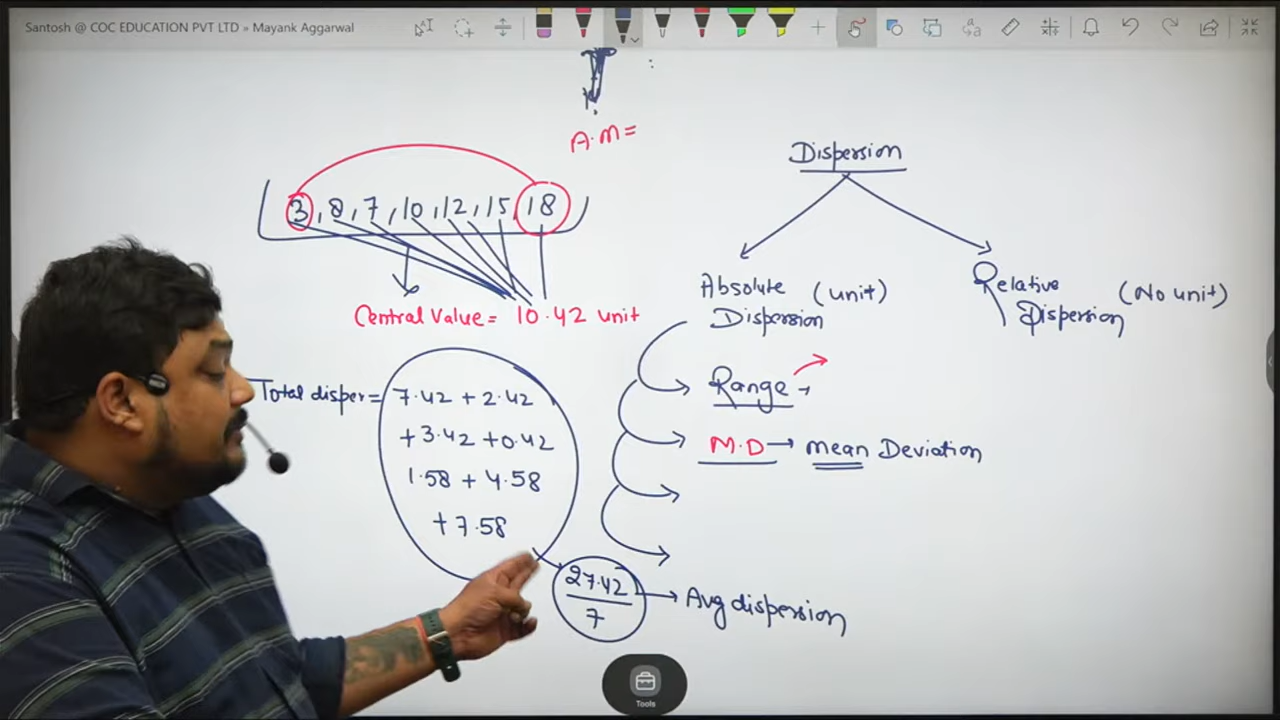 Santosh @ COC EDUCATION PVT LTD » Mayank Aggarwal
A.M=
3, 8, 7, 10, 12, 15, 18
Central Value = 10.42 unit
Total disper = 7.42 + 2.42
+3.42 +0.42
1.58 + 4.58
+7.58
27.42
7
Avg dispersion
Dispersion
Absolute (unit)
Dispersion
Relative (No unit)
Dispersion
Range →
M.D → mean Deviation
Tools